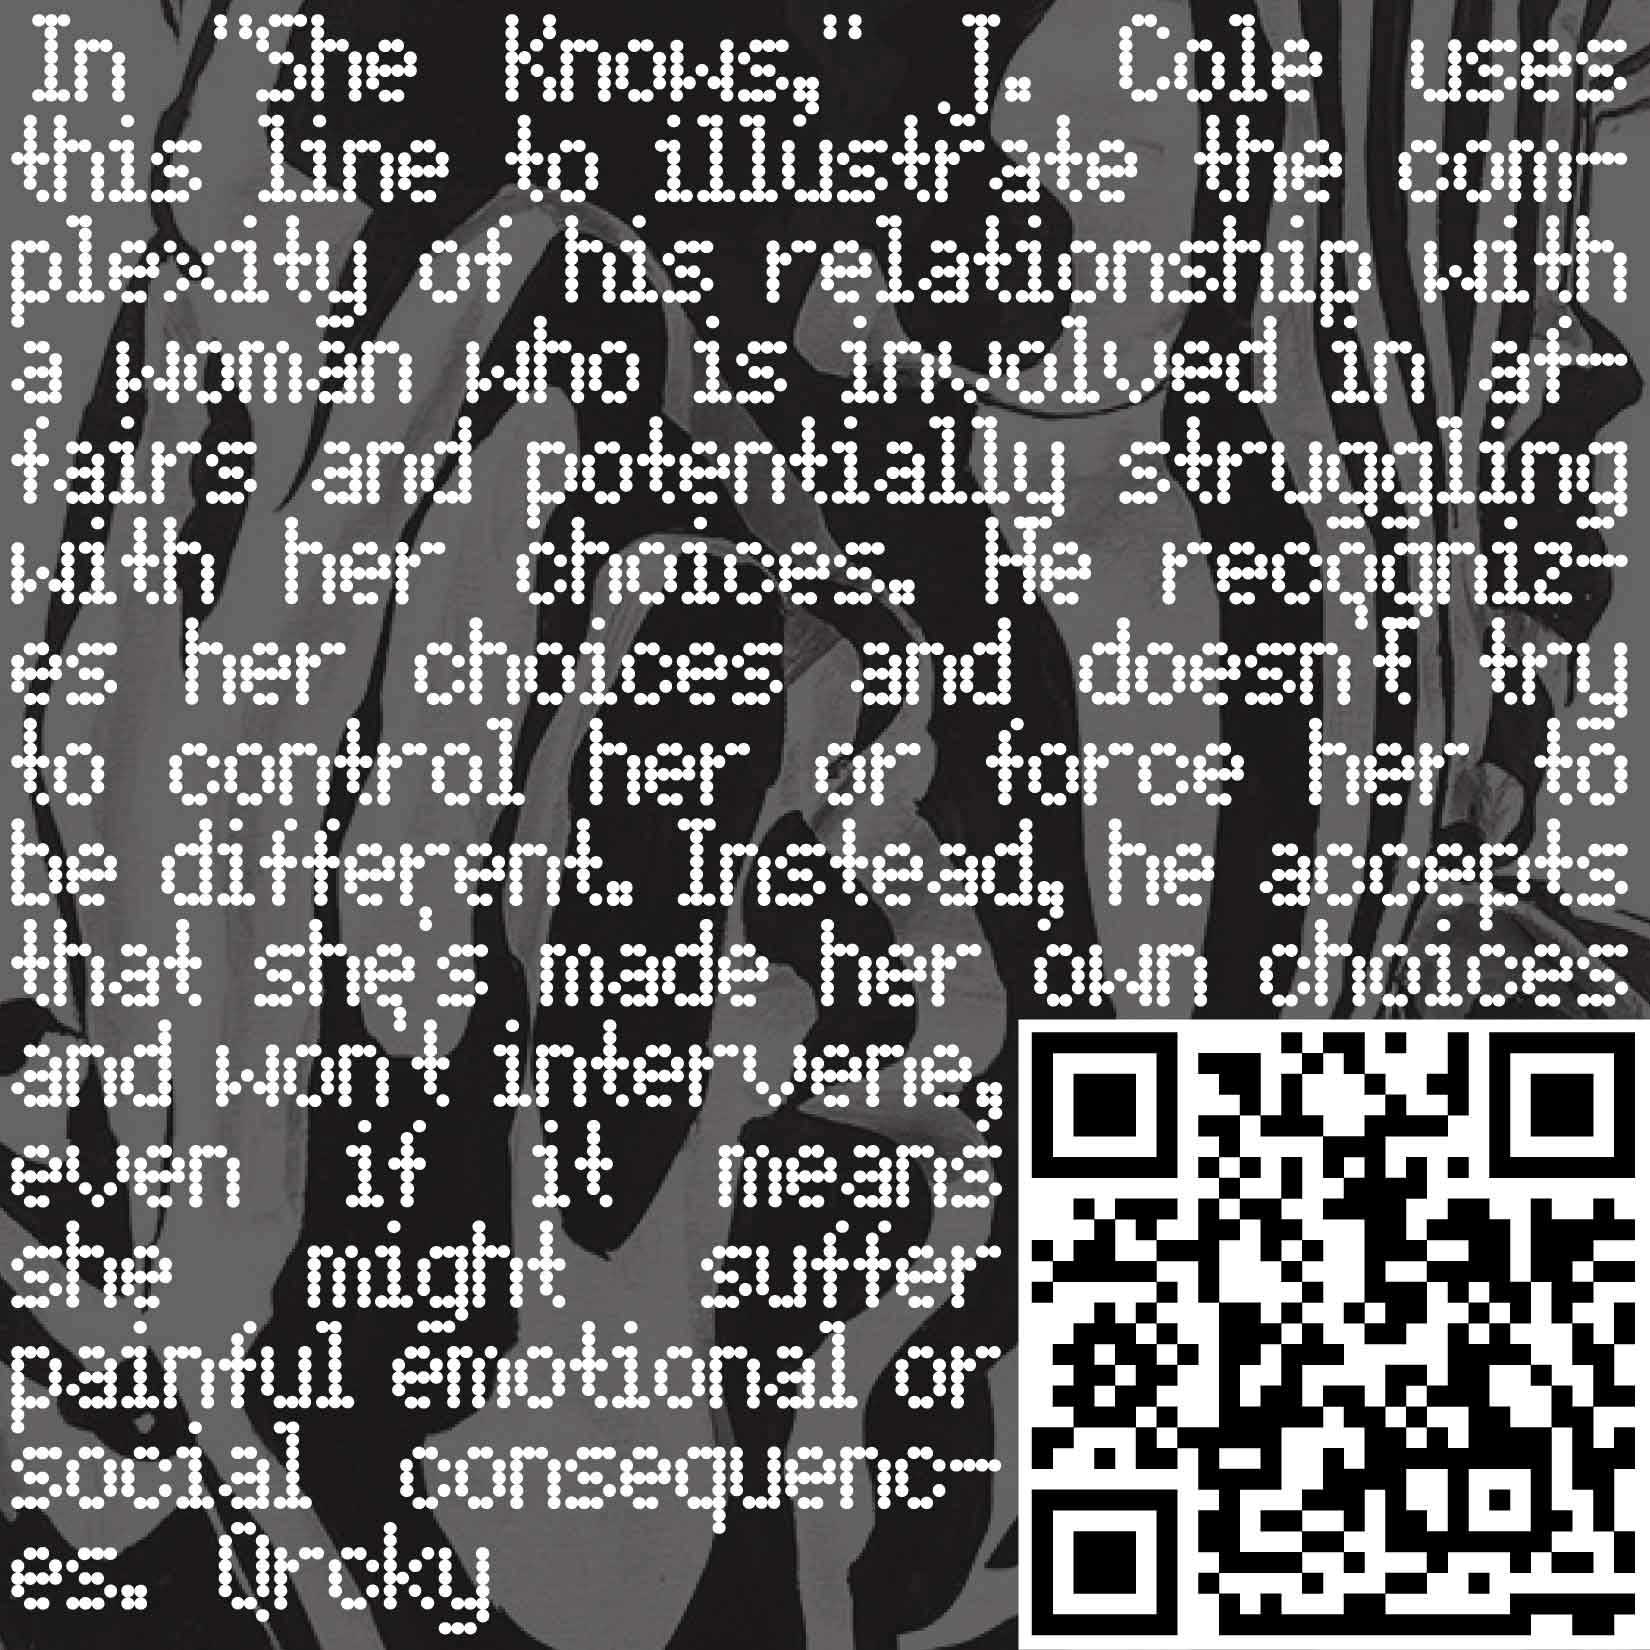 In "She Knows," J. Cole uses
this line to illustrate the com-
plexity of his relationship with
a woman who is involved in af-
fairs and potentially struggling
with her choices. He recogniz-
es her choices and doesn't try
to control her or force her to
be different. Instead, he accepts
that she's made her own choices
and won't intervene,
even if it means
she might suffer
painful emotional or
social consequenc-
es. Qrcky